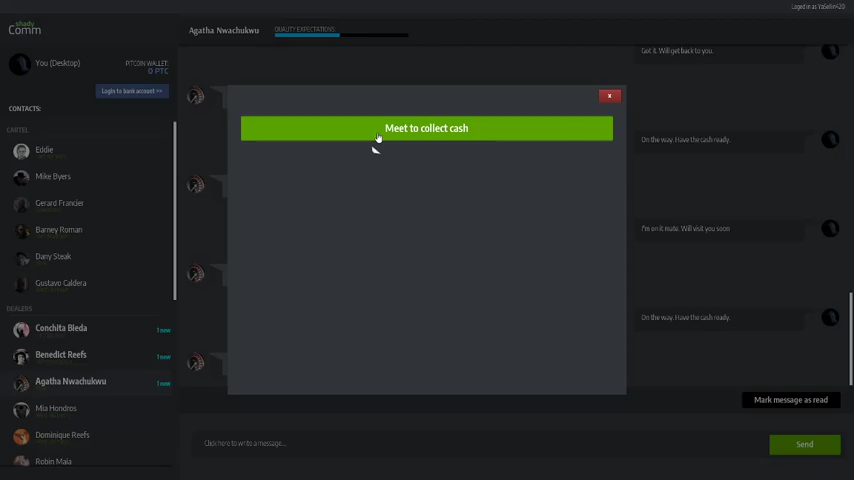 Loged in as YaSellin420
shady
Comm
Agatha Nwachukwu
QUALITY EXPECTATIONS:
You (Desktop)
PITCOIN WALLET:
0 PTC
Login to bank account >>
CONTACTS:
CARTEL
Eddie
Mike Byers
Gerard Francier
Barney Roman
Dany Steak
Gustavo Galdera
DEALERS
Conchita Bleda
1 new
Benedict Reefs
1 new
Agatha Nwachukwu
1 new
Mia Hondros
Dominique Reefs
Robin Maia
x
Meet to collect cash
Got it. Will get back to you.
On the way. Have the cash ready.
I'm on it mate. Will visit you soon
On the way. Have the cash ready.
Mark message as read
Click here to write a message...
Send